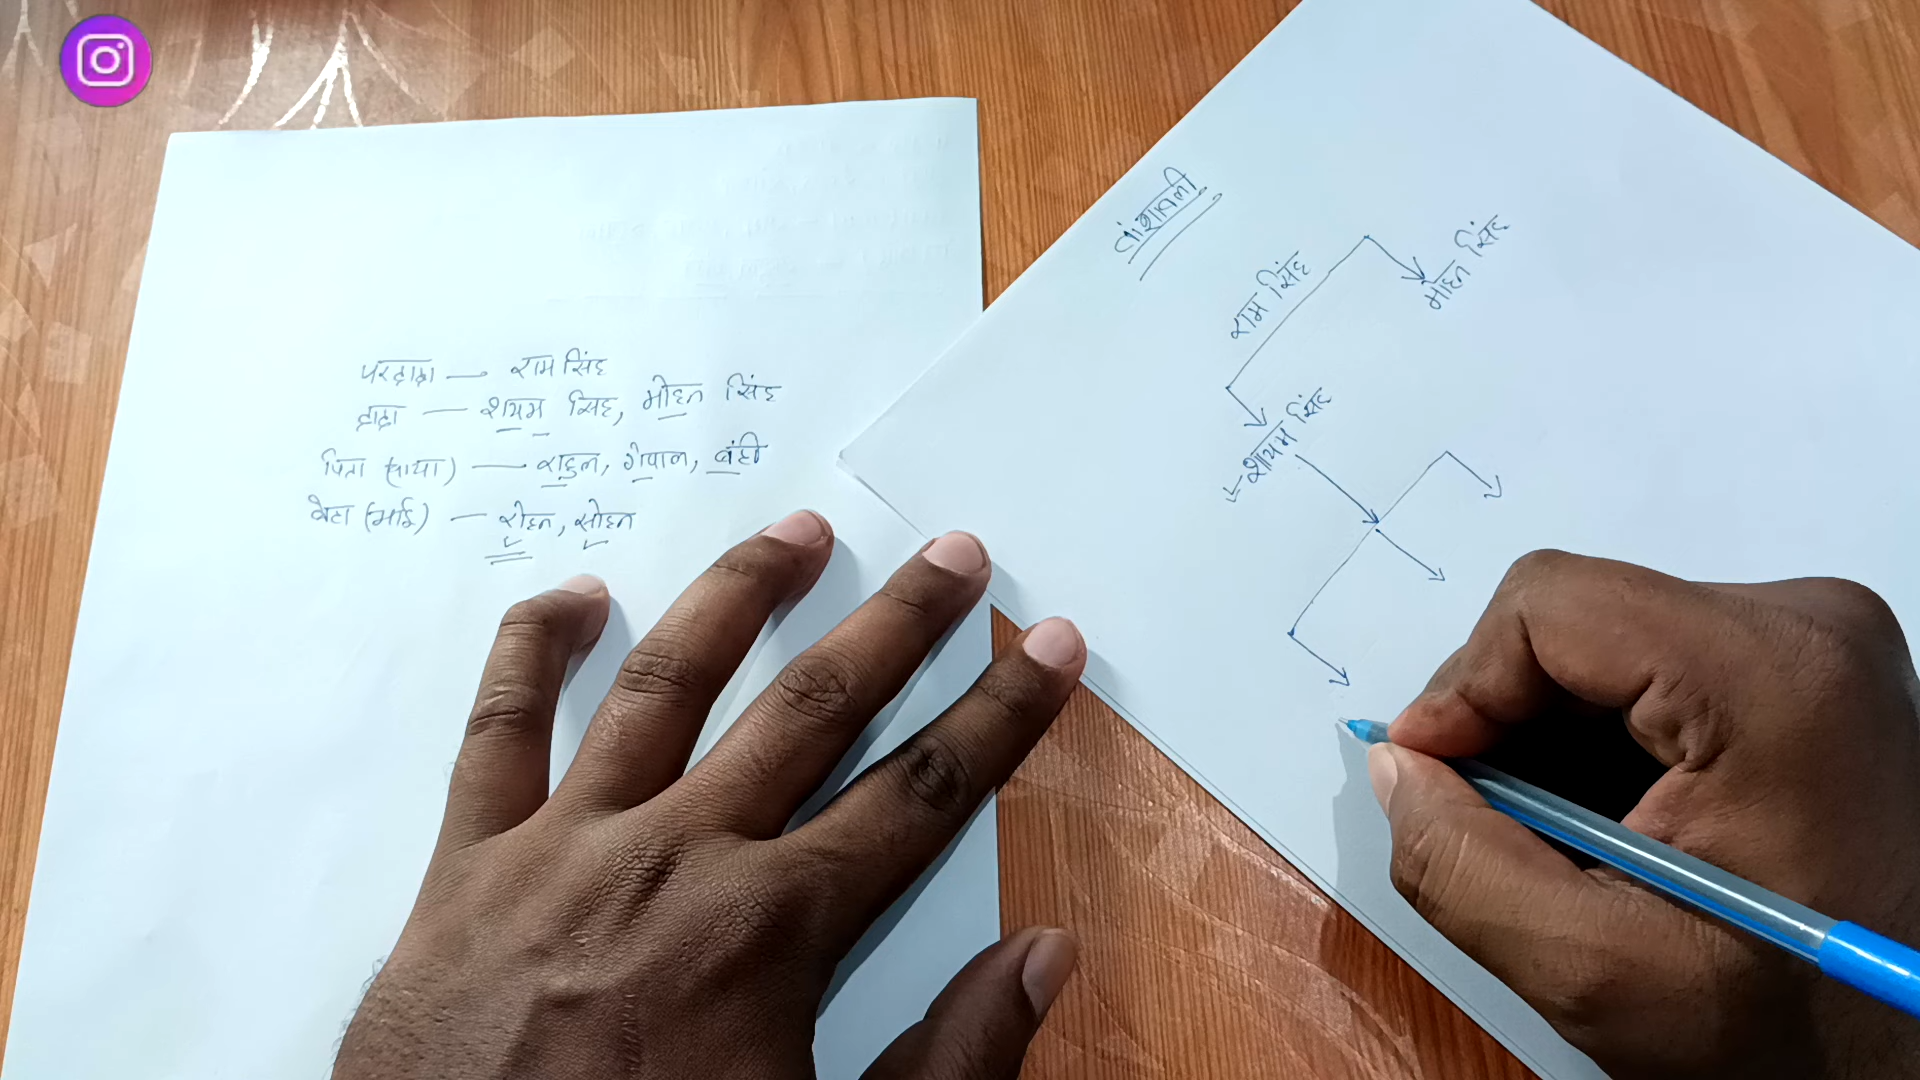 परदादा — राम सिंह
दादा — श्याम सिंह, मोहन सिंह
पिता (चाचा) — राहुल, गोपाल, बंटी
बेटा (भाई) — रोहन, सोहन
वांशावली
राम सिंह
मोहन सिंह
श्याम सिंह